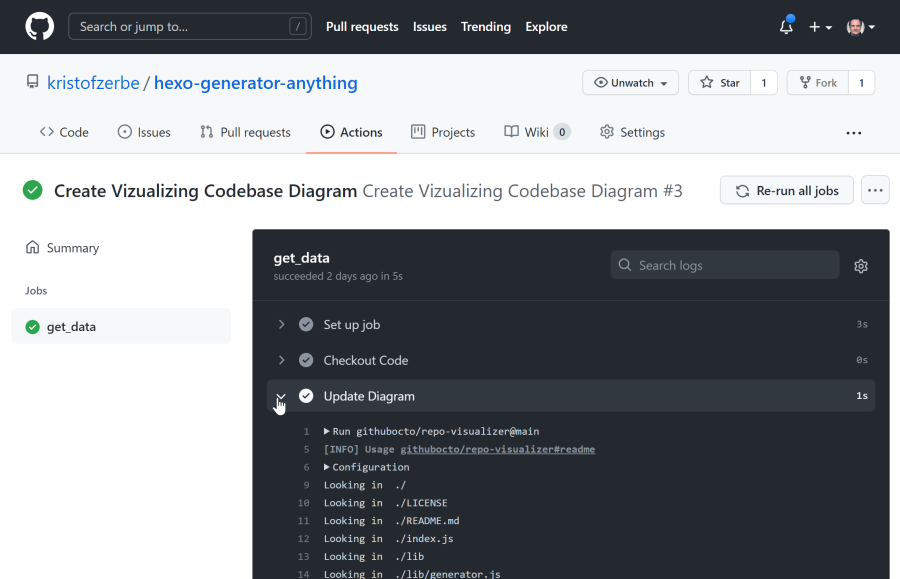 Search or jump to... /
Pull requests Issues Trending Explore
kristofzerbe / hexo-generator-anything
Unwatch Star 1 Fork 1
Code Issues Pull requests Actions Projects Wiki 0 Settings
Create Vizualizing Codebase Diagram Create Vizualizing Codebase Diagram #3
Re-run all jobs
Summary
Jobs
get_data
get_data
succeeded 2 days ago in 5s
Search logs
Set up job 3s
Checkout Code 0s
Update Diagram 1s
1 Run githubocto/repo-visualizer@main
5 [INFO] Usage githubocto/repo-visualizer#readme
6 Configuration
9 Looking in ./
10 Looking in ./LICENSE
11 Looking in ./README.md
12 Looking in ./index.js
13 Looking in ./lib
14 Looking in ./lib/generator.js